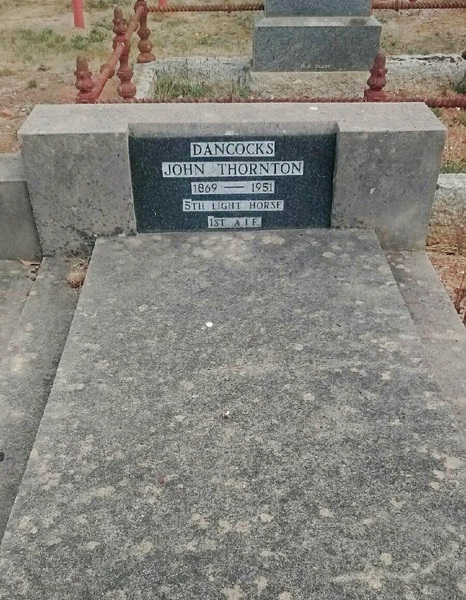 DANCOCKS
JOHN THORNTON
1869 — 1951
5TH LIGHT HORSE
1ST A.I.F.